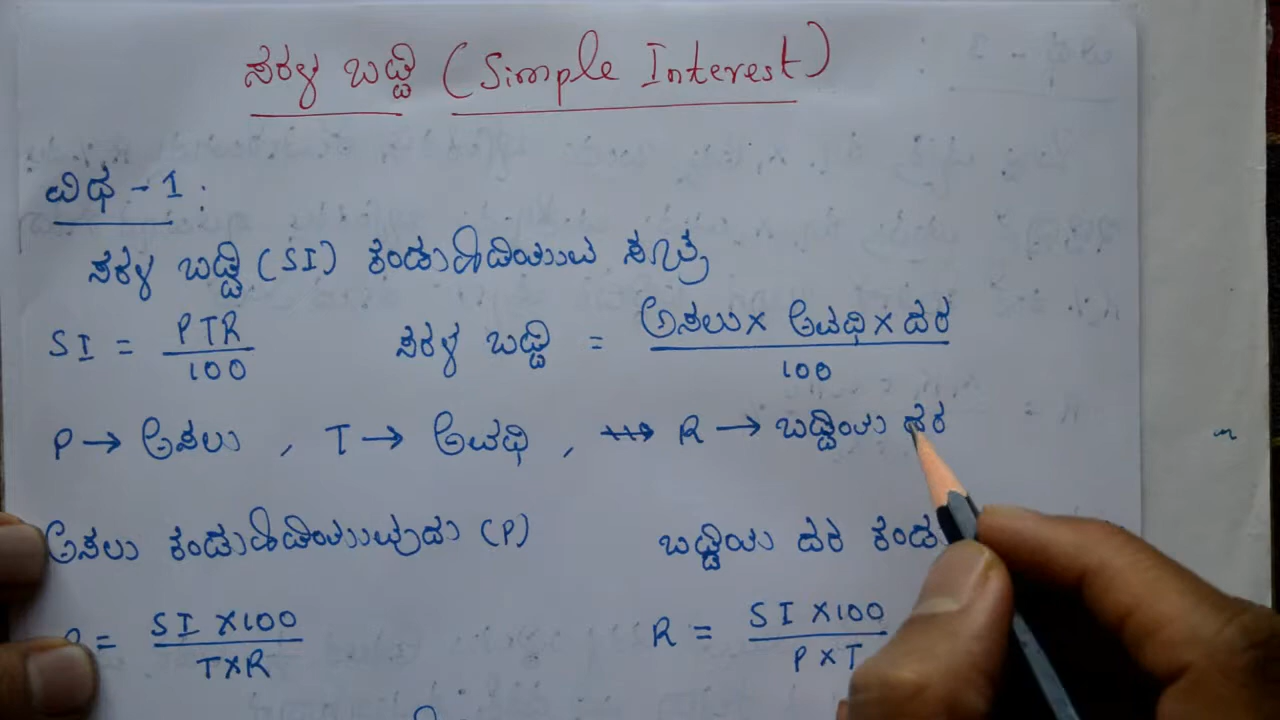 ಸರಳ ಬಡ್ಡಿ (Simple Interest)
ವಿಧ - 1 :
ಸರಳ ಬಡ್ಡಿ (SI) ಕಂಡುಹಿಡಿಯುವ ಸೂತ್ರ
SI = PTR / 100 ಸರಳ ಬಡ್ಡಿ = ಅಸಲು × ಅವಧಿ × ದರ / 100
P → ಅಸಲು , T → ಅವಧಿ , R → ಬಡ್ಡಿಯ ದರ
ಅಸಲು ಕಂಡುಹಿಡಿಯುವುದು (P) ಬಡ್ಡಿಯ ದರ
= SI × 100 / T × R R = SI × 100 / P × T